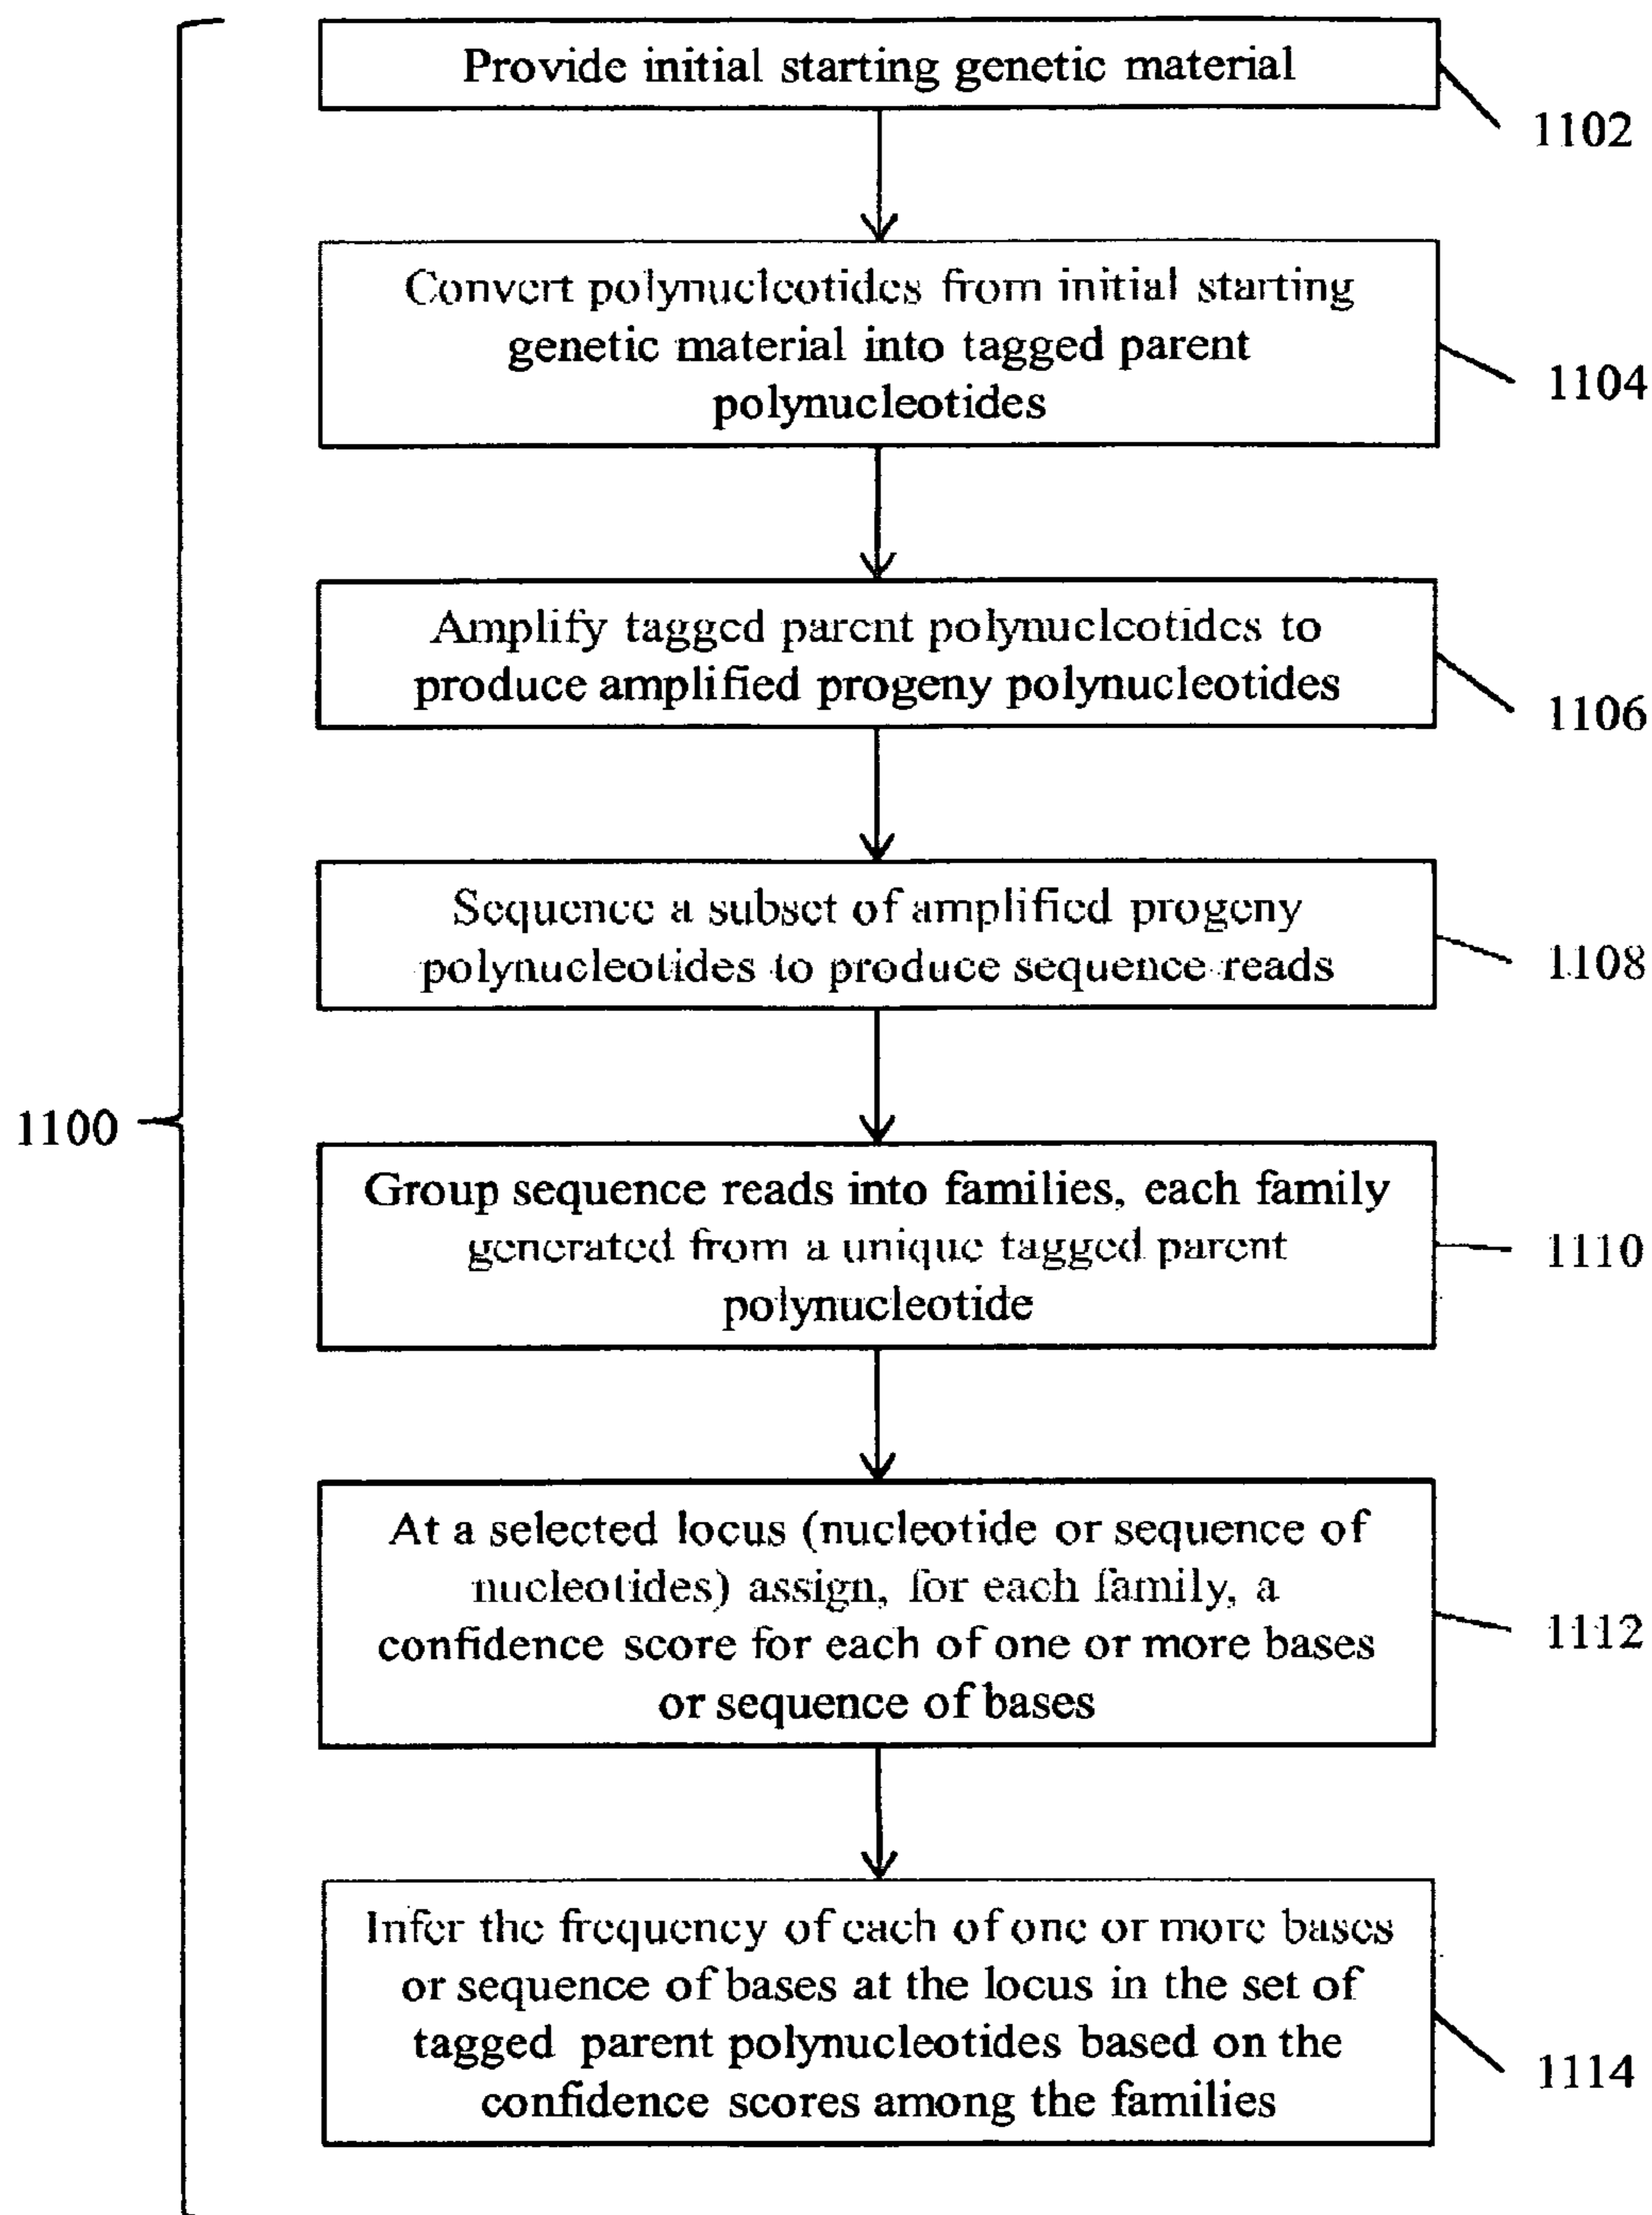 Provide initial starting genetic material
1102
Convert polynucleotides from initial starting
genetic material into tagged parent
polynucleotides
1104
Amplify tagged parent polynucleotides to
produce amplified progeny polynucleotides
1106
Sequence a subset of amplified progeny
polynucleotides to produce sequence reads
1108
1100
Group sequence reads into families, each family
generated from a unique tagged parent
polynucleotide
1110
At a selected locus (nucleotide or sequence of
nucleotides) assign, for each family, a
confidence score for each of one or more bases
or sequence of bases
1112
Infer the frequency of each of one or more bases
or sequence of bases at the locus in the set of
tagged parent polynucleotides based on the
confidence scores among the families
1114